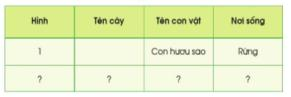 Hình Tên cây Tên con vật Nơi sống
1 Con hươu sao Rừng
? ? ? ?